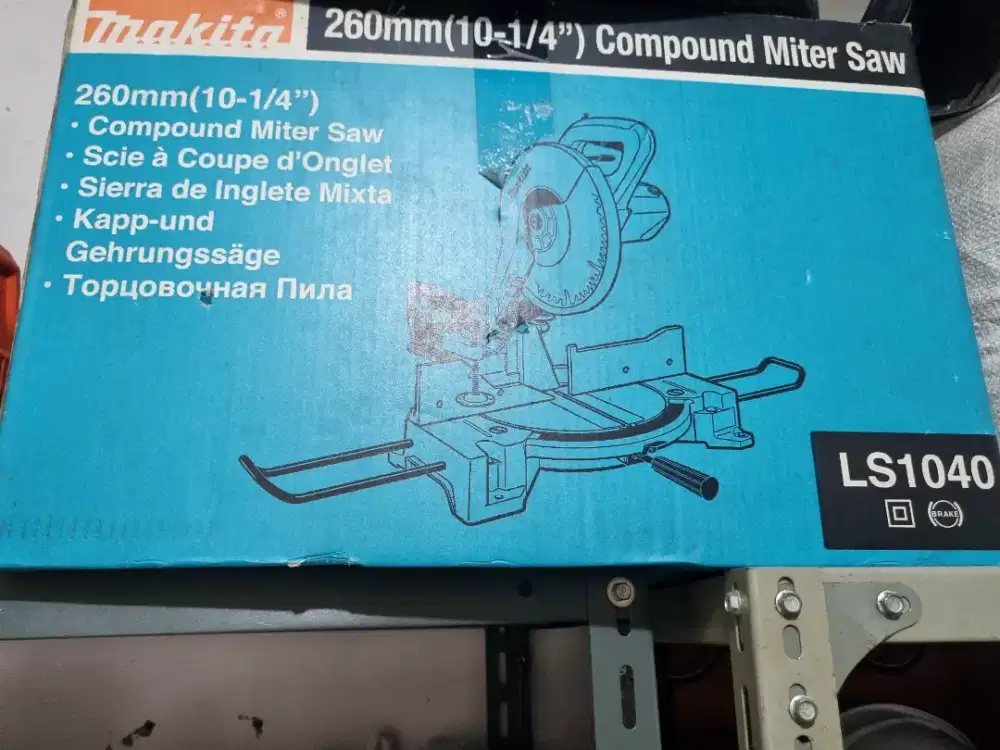 makita®
260mm(10-1/4”) Compound Miter Saw
260mm(10-1/4”)
· Compound Miter Saw
· Scie à Coupe d'Onglet
· Sierra de Inglete Mixta
· Kapp-und
Gehrungssäge
· Торцовочная Пила
makita
LS1040
BRAKE